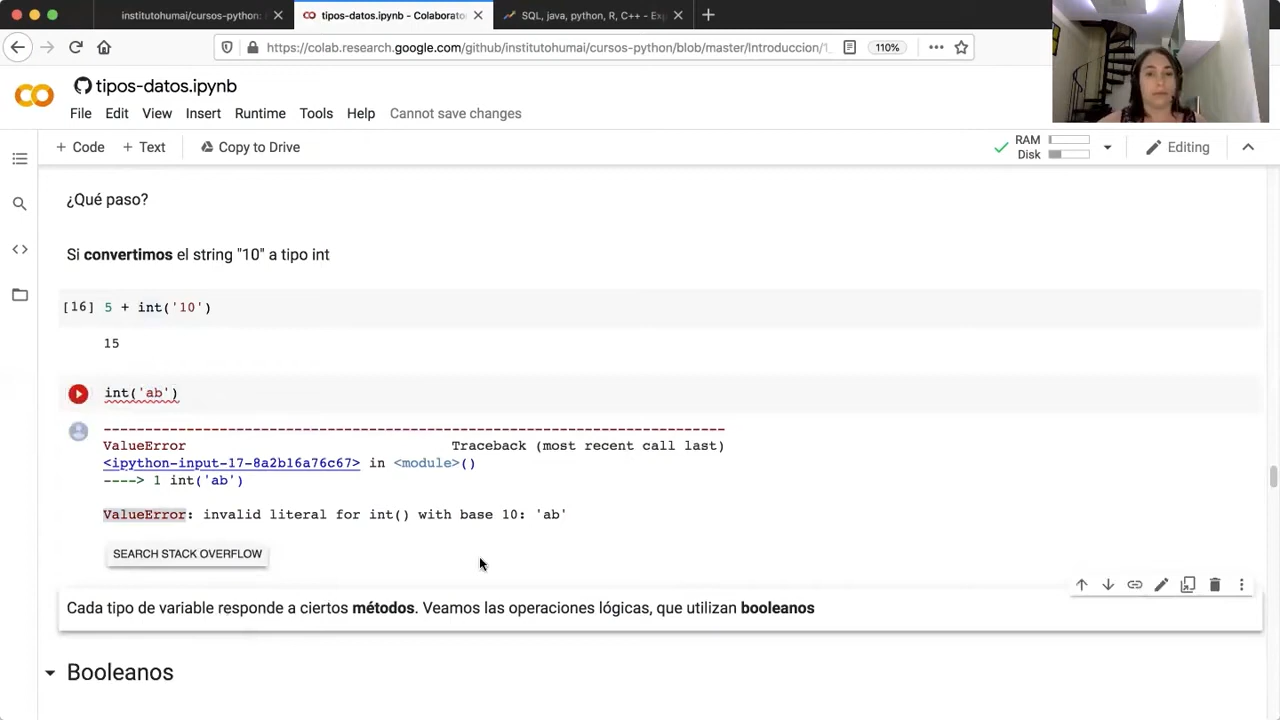 institutohumai/cursos-python:
tipos-datos.ipynb - Colaborato
SQL, java, python, R, C++ - Exp
https://colab.research.google.com/github/institutohumai/cursos-python/blob/master/Introduccion/1_
110%
tipos-datos.ipynb
File Edit View Insert Runtime Tools Help Cannot save changes
+ Code + Text Copy to Drive
RAM
Disk
Editing
¿Qué paso?
Si convertimos el string "10" a tipo int
[16] 5 + int('10')
15
int('ab')
ValueError Traceback (most recent call last)
<ipython-input-17-8a2b16a76c67> in <module>()
----> 1 int('ab')
ValueError: invalid literal for int() with base 10: 'ab'
SEARCH STACK OVERFLOW
Cada tipo de variable responde a ciertos métodos. Veamos las operaciones lógicas, que utilizan booleanos
Booleanos